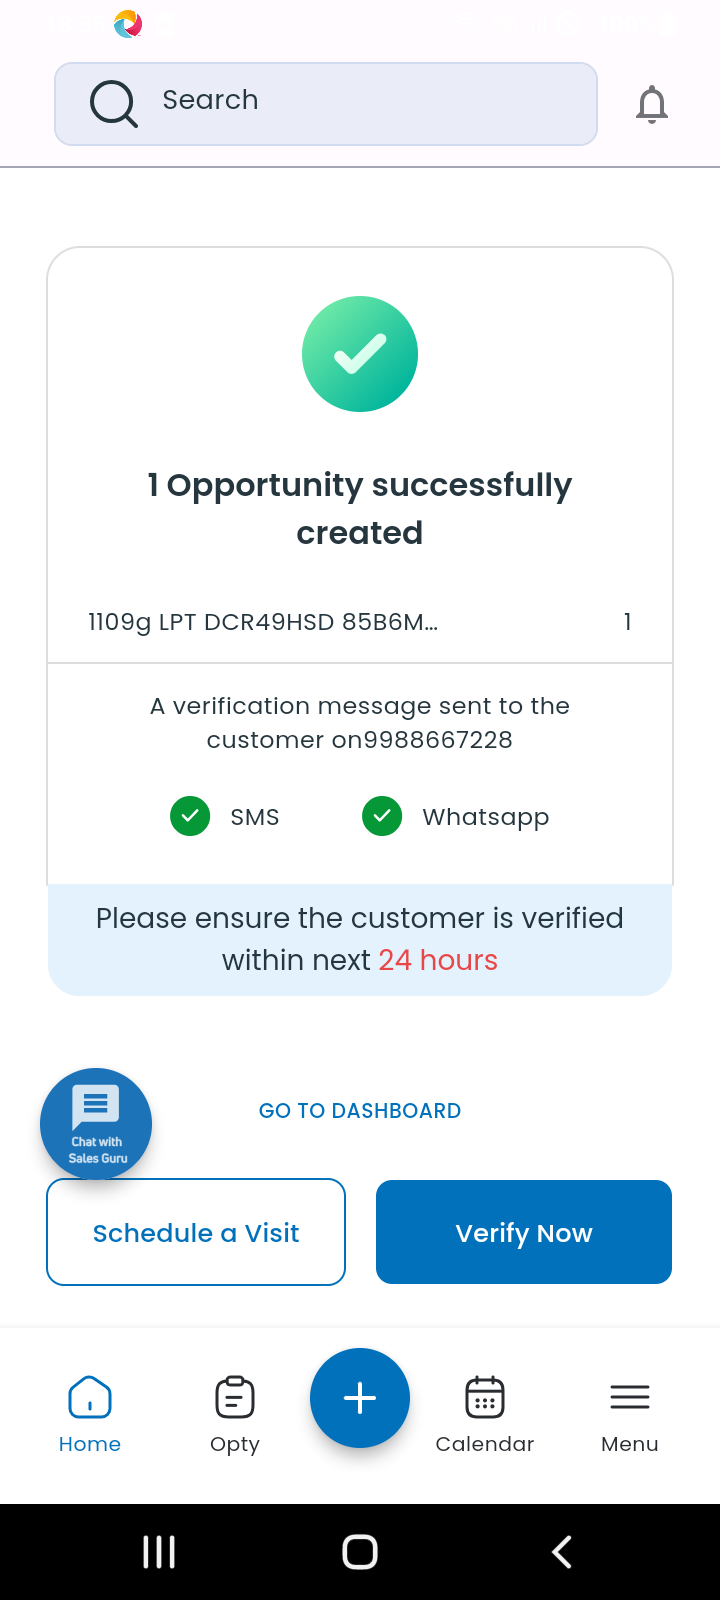 Search
1 Opportunity successfully
created
1109g LPT DCR49HSD 85B6M... 1
A verification message sent to the
customer on9988667228
SMS Whatsapp
Please ensure the customer is verified
within next 24 hours
GO TO DASHBOARD
Chat with
Sales Guru
Schedule a Visit Verify Now
Home Opty Calendar Menu